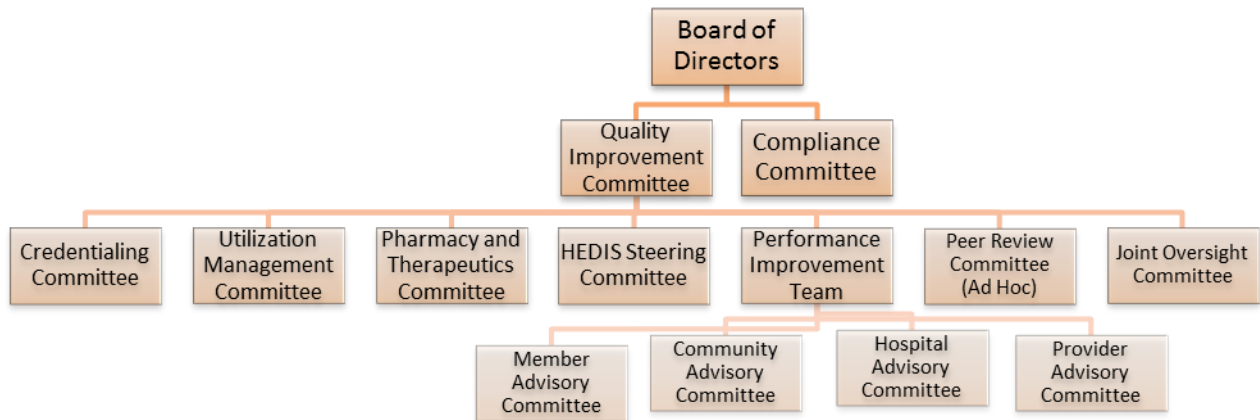 Board of
Directors
Quality
Improvement
Committee
Compliance
Committee
Credentialing
Committee
Utilization
Management
Committee
Pharmacy and
Therapeutics
Committee
HEDIS Steering
Committee
Performance
Improvement
Team
Peer Review
Committee
(Ad Hoc)
Joint Oversight
Committee
Member
Advisory
Committee
Community
Advisory
Committee
Hospital
Advisory
Committee
Provider
Advisory
Committee